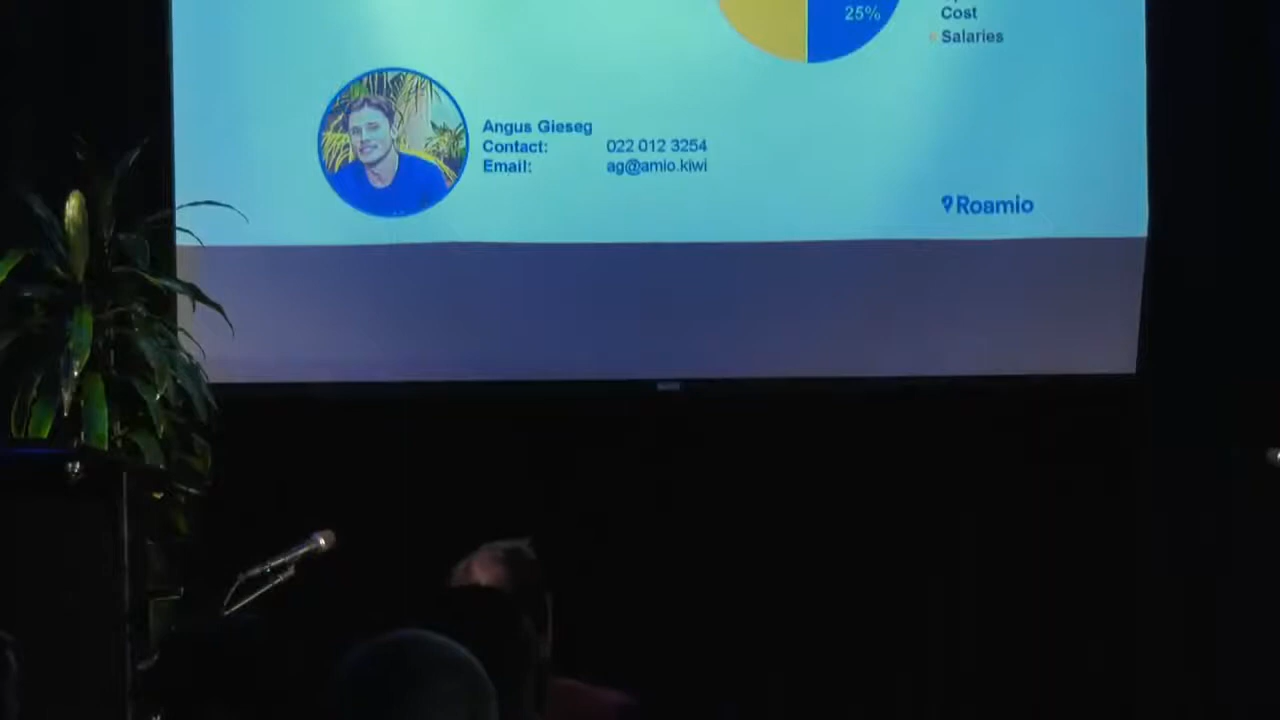 25%
Cost
Salaries
Angus Gieseg
Contact: 022 012 3254
Email: ag@amio.kiwi
Roamio